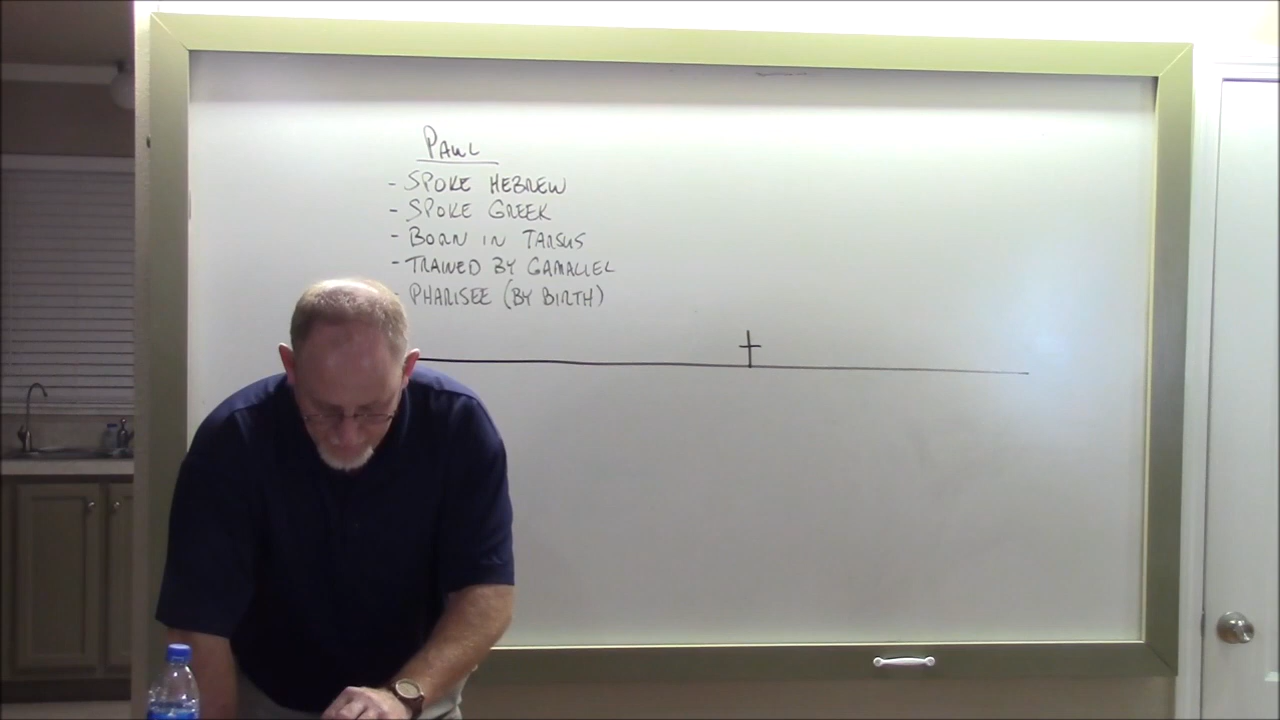 PAUL
- SPOKE HEBREW
- SPOKE GREEK
- BORN IN TARSUS
- TRAINED BY GAMALIEL
- PHARISEE (BY BIRTH)